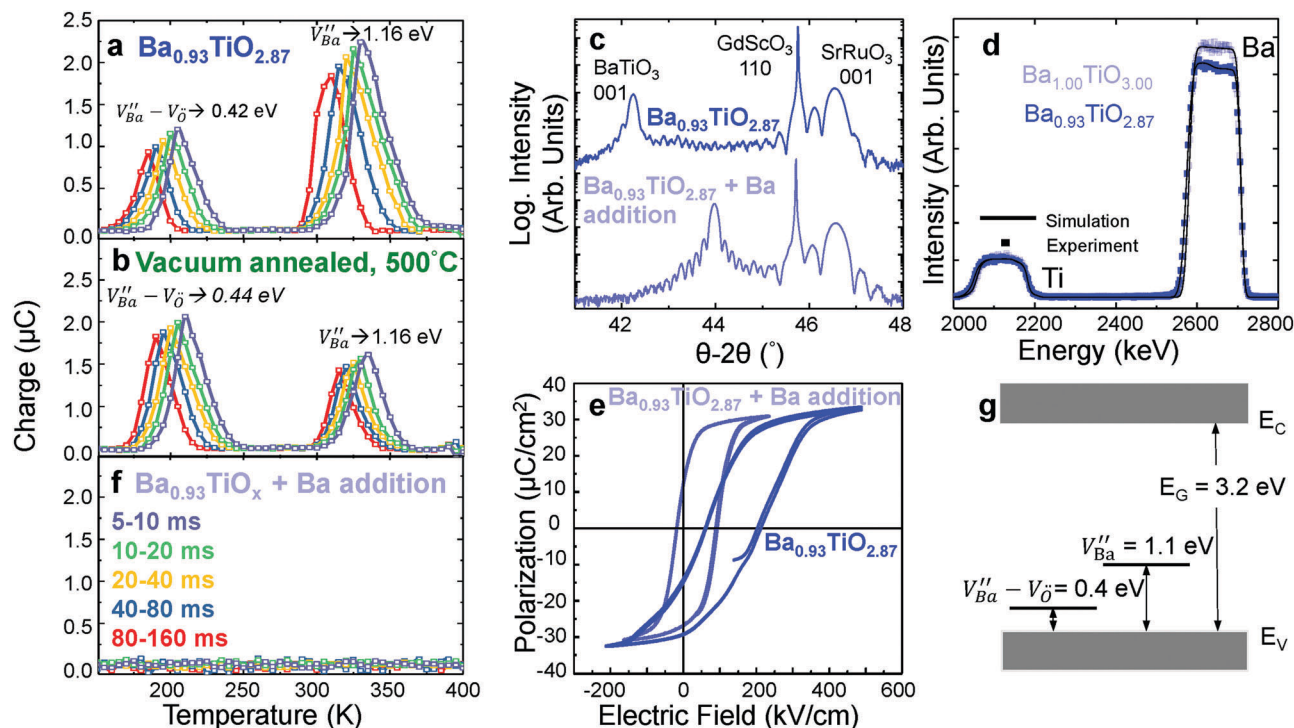 a Ba0.93TiO2.87
V''Ba → 1.16 eV
V''Ba – VÖ → 0.42 eV
2.5
2.0
1.5
1.0
0.5
0.0
b Vacuum annealed, 500°C
V''Ba – VÖ → 0.44 eV
V''Ba → 1.16 eV
2.0
1.5
1.0
0.5
0.0
f Ba0.93TiOx + Ba addition
5-10 ms
10-20 ms
20-40 ms
40-80 ms
80-160 ms
2.0
1.5
1.0
0.5
0.0
Charge (µC)
200 250 300 350 400
Temperature (K)
c
BaTiO3
001
GdScO3
110
SrRuO3
001
Ba0.93TiO2.87
Ba0.93TiO2.87 + Ba
addition
Log. Intensity
(Arb. Units)
42 44 46 48
θ-2θ (°)
d
Ba
Ba1.00TiO3.00
Ba0.93TiO2.87
Simulation
Experiment
Ti
Intensity (Arb. Units)
2000 2200 2400 2600 2800
Energy (keV)
e
Ba0.93TiO2.87 + Ba addition
Ba0.93TiO2.87
40
30
20
10
0
-10
-20
-30
-40
Polarization (µC/cm2)
-200 0 200 400 600
Electric Field (kV/cm)
g
EC
EG = 3.2 eV
V''Ba = 1.1 eV
V''Ba – VÖ = 0.4 eV
EV